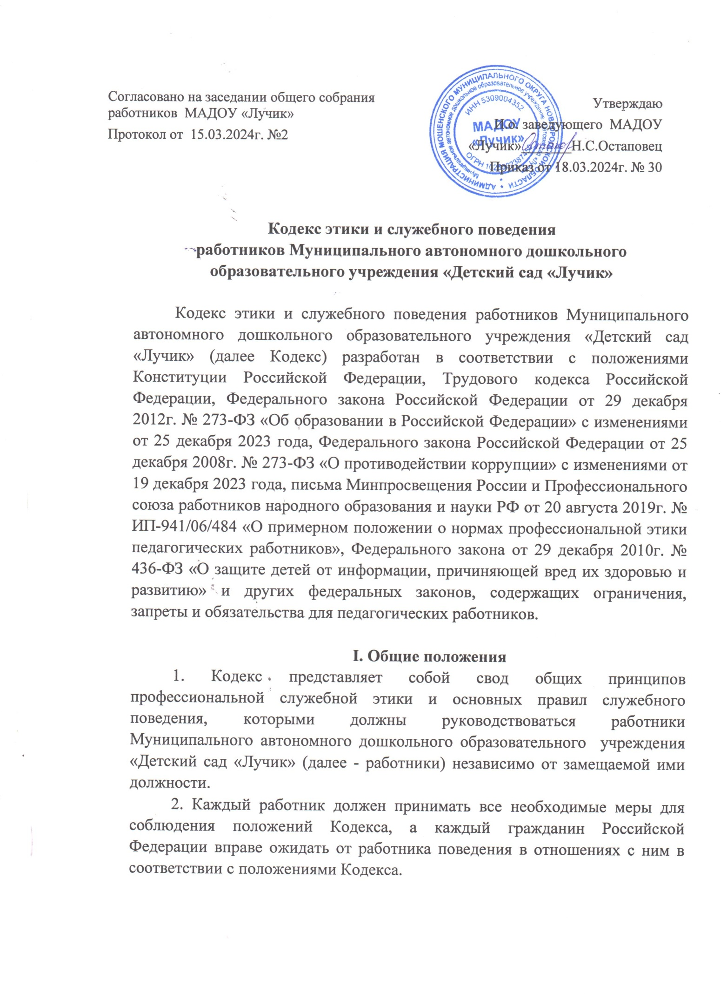 Согласовано на заседании общего собрания
работников МАДОУ «Лучик»
Протокол от 15.03.2024г. №2
Утверждаю
И.о. заведующего МАДОУ
«Лучик»_______Н.С.Остаповец
Приказ от 18.03.2024г. № 30
АДМИНИСТРАЦИЯ МОШЕНСКОГО МУНИЦИПАЛЬНОГО ОКРУГА НОВГОРОДСКОЙ ОБЛАСТИ
Муниципальное автономное дошкольное образовательное учреждение
ИНН 5309004352
МАДОУ
«Лучик»
ОГРН
Кодекс этики и служебного поведения
работников Муниципального автономного дошкольного
образовательного учреждения «Детский сад «Лучик»
Кодекс этики и служебного поведения работников Муниципального
автономного дошкольного образовательного учреждения «Детский сад
«Лучик» (далее Кодекс) разработан в соответствии с положениями
Конституции Российской Федерации, Трудового кодекса Российской
Федерации, Федерального закона Российской Федерации от 29 декабря
2012г. № 273-ФЗ «Об образовании в Российской Федерации» с изменениями
от 25 декабря 2023 года, Федерального закона Российской Федерации от 25
декабря 2008г. № 273-ФЗ «О противодействии коррупции» с изменениями от
19 декабря 2023 года, письма Минпросвещения России и Профессионального
союза работников народного образования и науки РФ от 20 августа 2019г. №
ИП-941/06/484 «О примерном положении о нормах профессиональной этики
педагогических работников», Федерального закона от 29 декабря 2010г. №
436-ФЗ «О защите детей от информации, причиняющей вред их здоровью и
развитию» и других федеральных законов, содержащих ограничения,
запреты и обязательства для педагогических работников.
I. Общие положения
1. Кодекс представляет собой свод общих принципов
профессиональной служебной этики и основных правил служебного
поведения, которыми должны руководствоваться работники
Муниципального автономного дошкольного образовательного учреждения
«Детский сад «Лучик» (далее - работники) независимо от замещаемой ими
должности.
2. Каждый работник должен принимать все необходимые меры для
соблюдения положений Кодекса, а каждый гражданин Российской
Федерации вправе ожидать от работника поведения в отношениях с ним в
соответствии с положениями Кодекса.